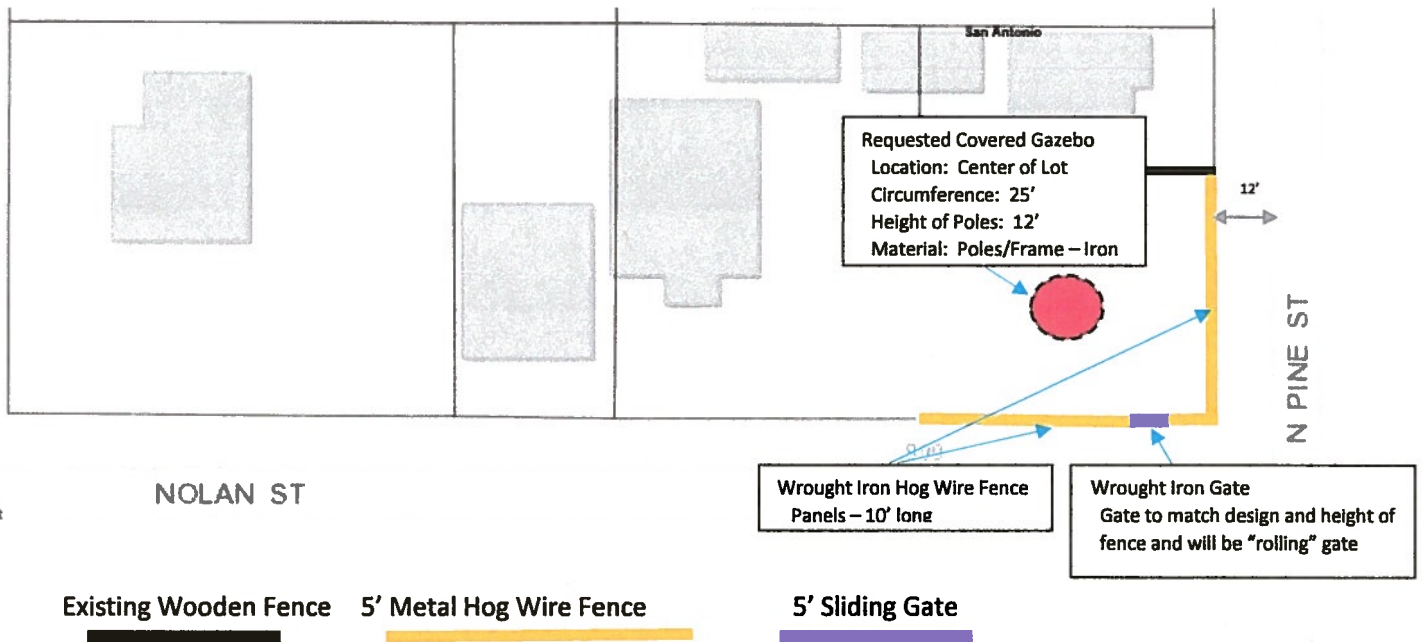 San Antonio
Requested Covered Gazebo
Location: Center of Lot
Circumference: 25'
Height of Poles: 12'
Material: Poles/Frame – Iron
12'
N PINE ST
Wrought Iron Hog Wire Fence
Panels – 10' long
Wrought Iron Gate
Gate to match design and height of
fence and will be "rolling" gate
NOLAN ST
Existing Wooden Fence 5' Metal Hog Wire Fence 5' Sliding Gate